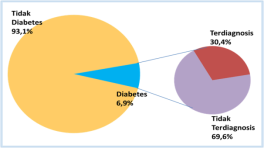 Tidak
Diabetes
93,1%
Diabetes
6,9%
Terdiagnosis
30,4%
Tidak
Terdiagnosis
69,6%